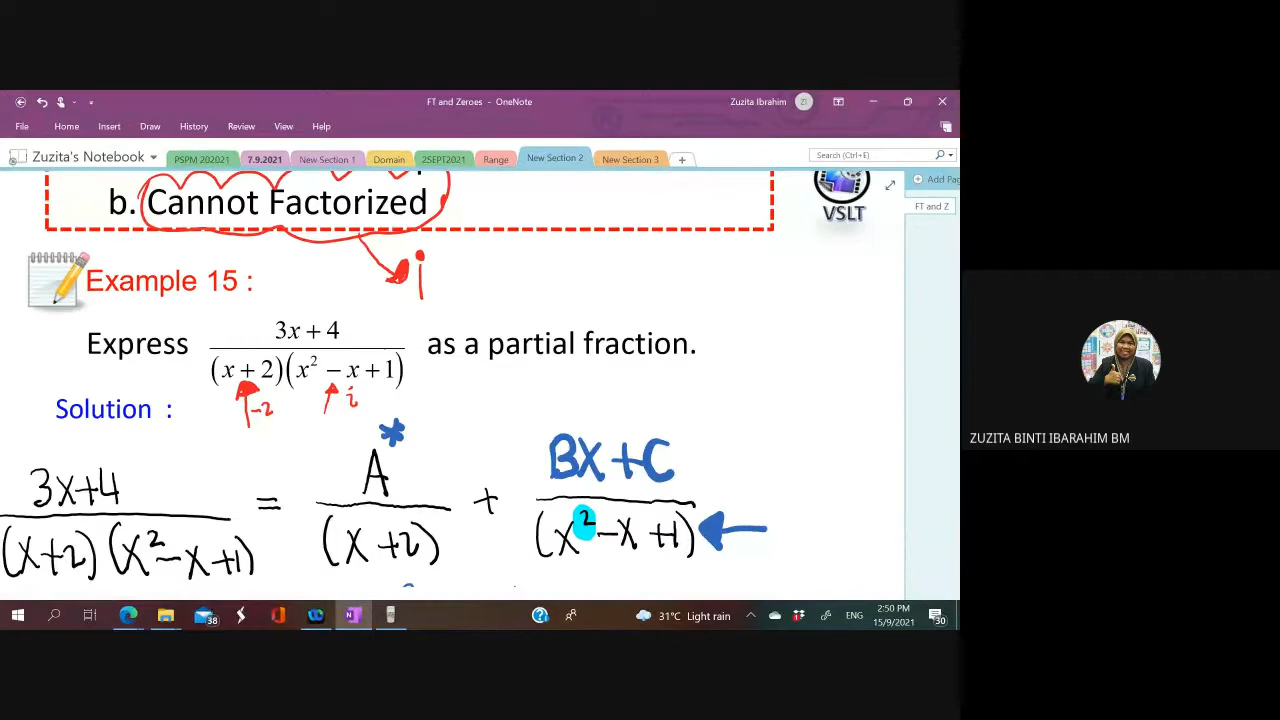 FT and Zeroes - OneNote
Zuzita Ibrahim
ZI
File Home Insert Draw History Review View Help
Zuzita's Notebook
PSPM 202021
7.9.2021
New Section 1
Domain
2SEPT2021
Range
New Section 2
New Section 3
+
Search (Ctrl+E)
Add Pag
FT and Z
VSLT
b. Cannot Factorized
i
Example 15 :
Express (3x + 4)/((x + 2)(x² − x + 1)) as a partial fraction.
-2 i
Solution :
(3x+4)/((x+2)(x²-x+1)) = A*/(x+2) + (Bx+C)/(x²-x+1)
ZUZITA BINTI IBARAHIM BM
38
31°C Light rain
ENG
2:50 PM
15/9/2021
30